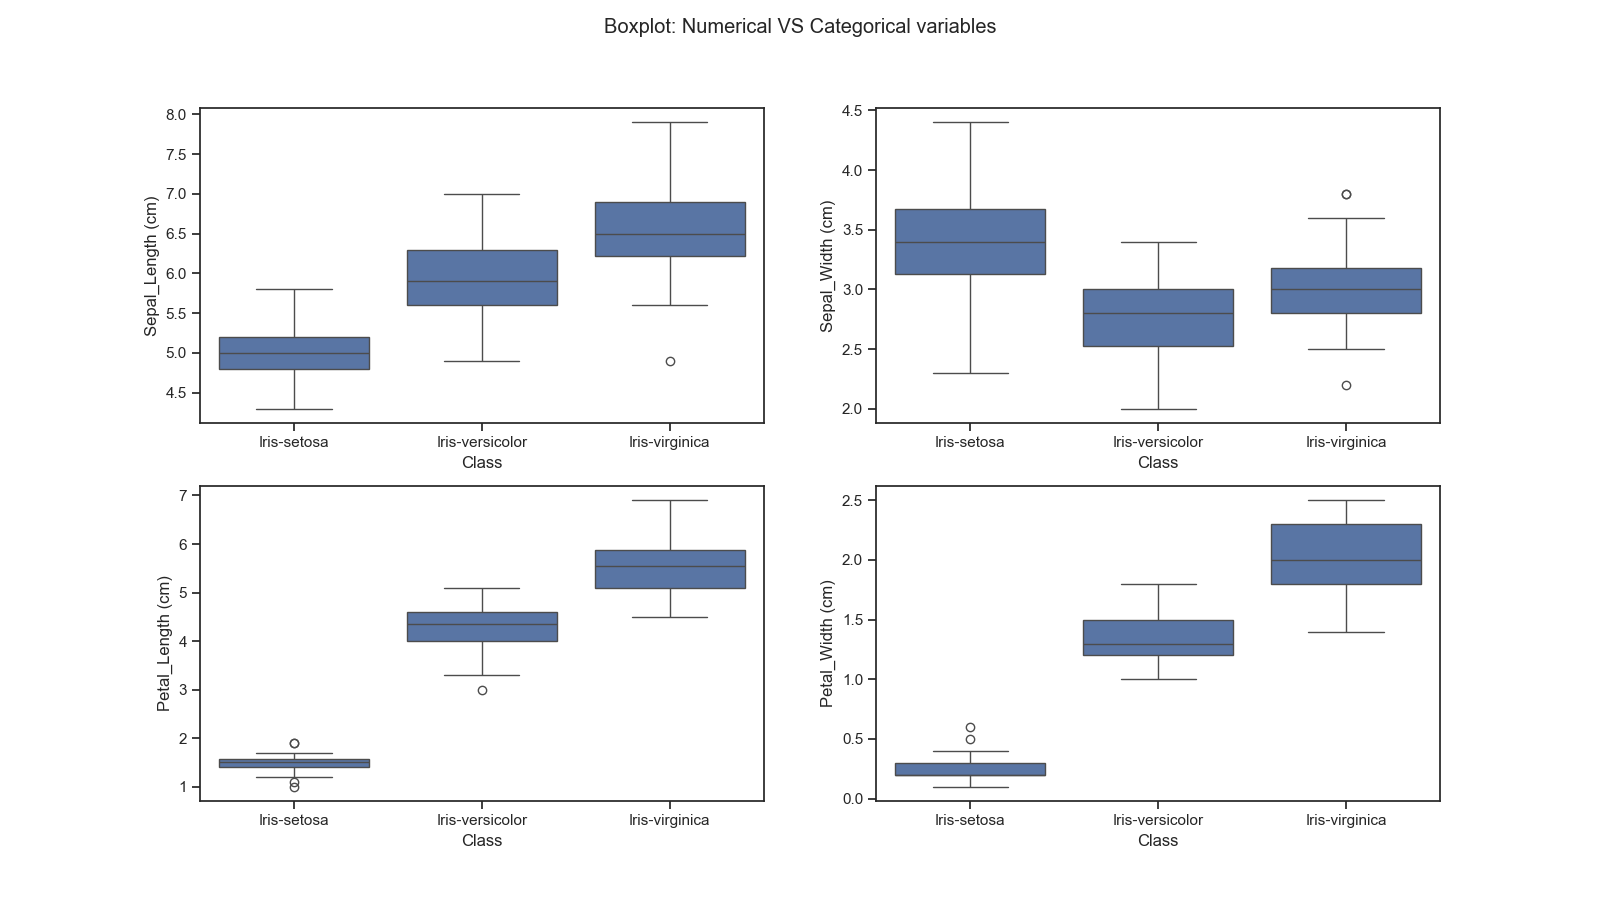 Boxplot: Numerical VS Categorical variables
8.0
7.5
7.0
6.5
6.0
5.5
5.0
4.5
Sepal_Length (cm)
Iris-setosa Iris-versicolor Iris-virginica
Class
4.5
4.0
3.5
3.0
2.5
2.0
Sepal_Width (cm)
Iris-setosa Iris-versicolor Iris-virginica
Class
7
6
5
4
3
2
1
Petal_Length (cm)
Iris-setosa Iris-versicolor Iris-virginica
Class
2.5
2.0
1.5
1.0
0.5
0.0
Petal_Width (cm)
Iris-setosa Iris-versicolor Iris-virginica
Class